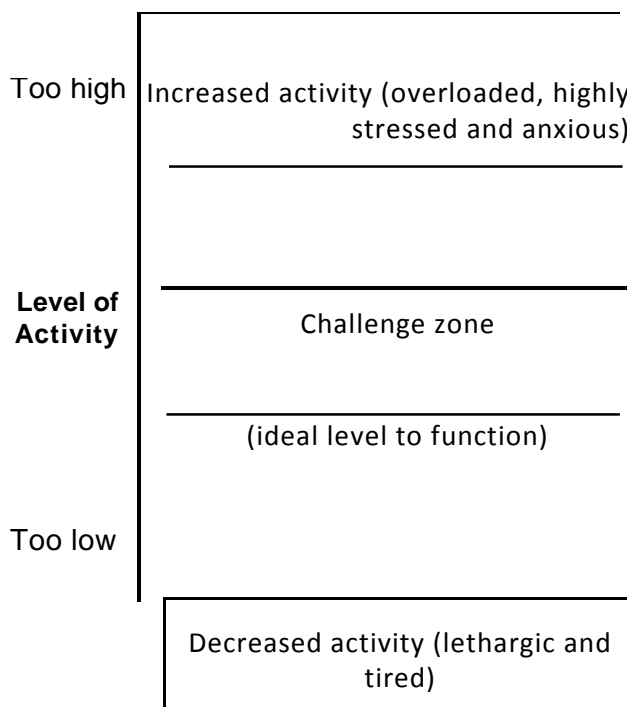 Too high
Increased activity (overloaded, highly
stressed and anxious)
Level of
Activity
Challenge zone
(ideal level to function)
Too low
Decreased activity (lethargic and
tired)